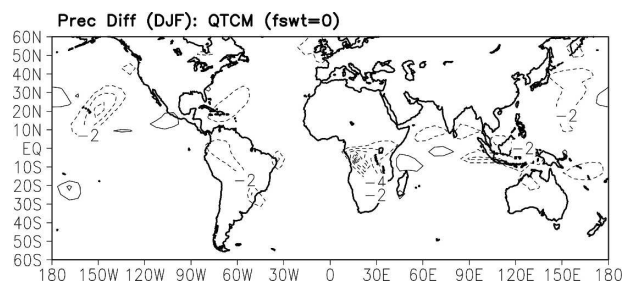 Prec Diff (DJF): QTCM (fswt=0)
60N
50N
40N
30N
20N
10N
EQ
10S
20S
30S
40S
50S
60S
-2
-2
-2
-2
-2
-4
-2
180 150W 120W 90W 60W 30W 0 30E 60E 90E 120E 150E 180